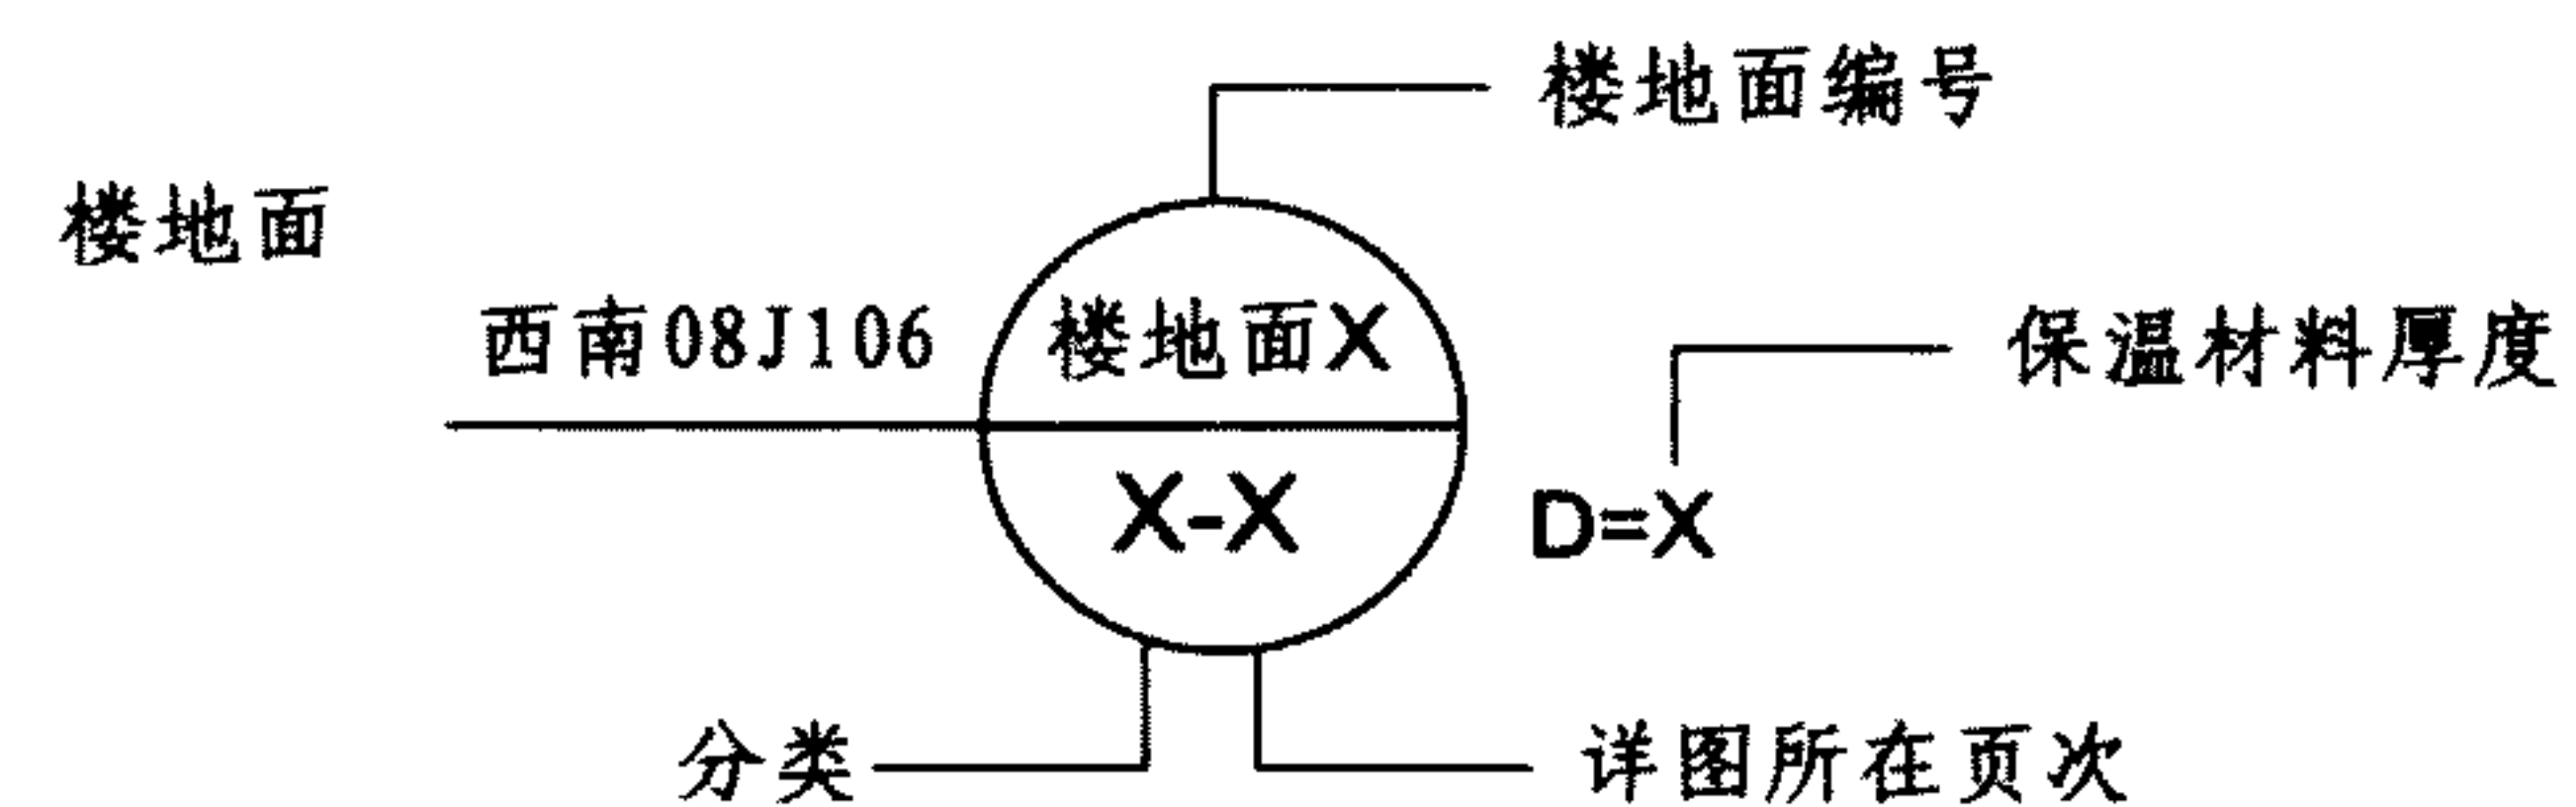 楼地面编号
楼地面
西南08J106
楼地面X
保温材料厚度
X-X
D=X
分类
详图所在页次